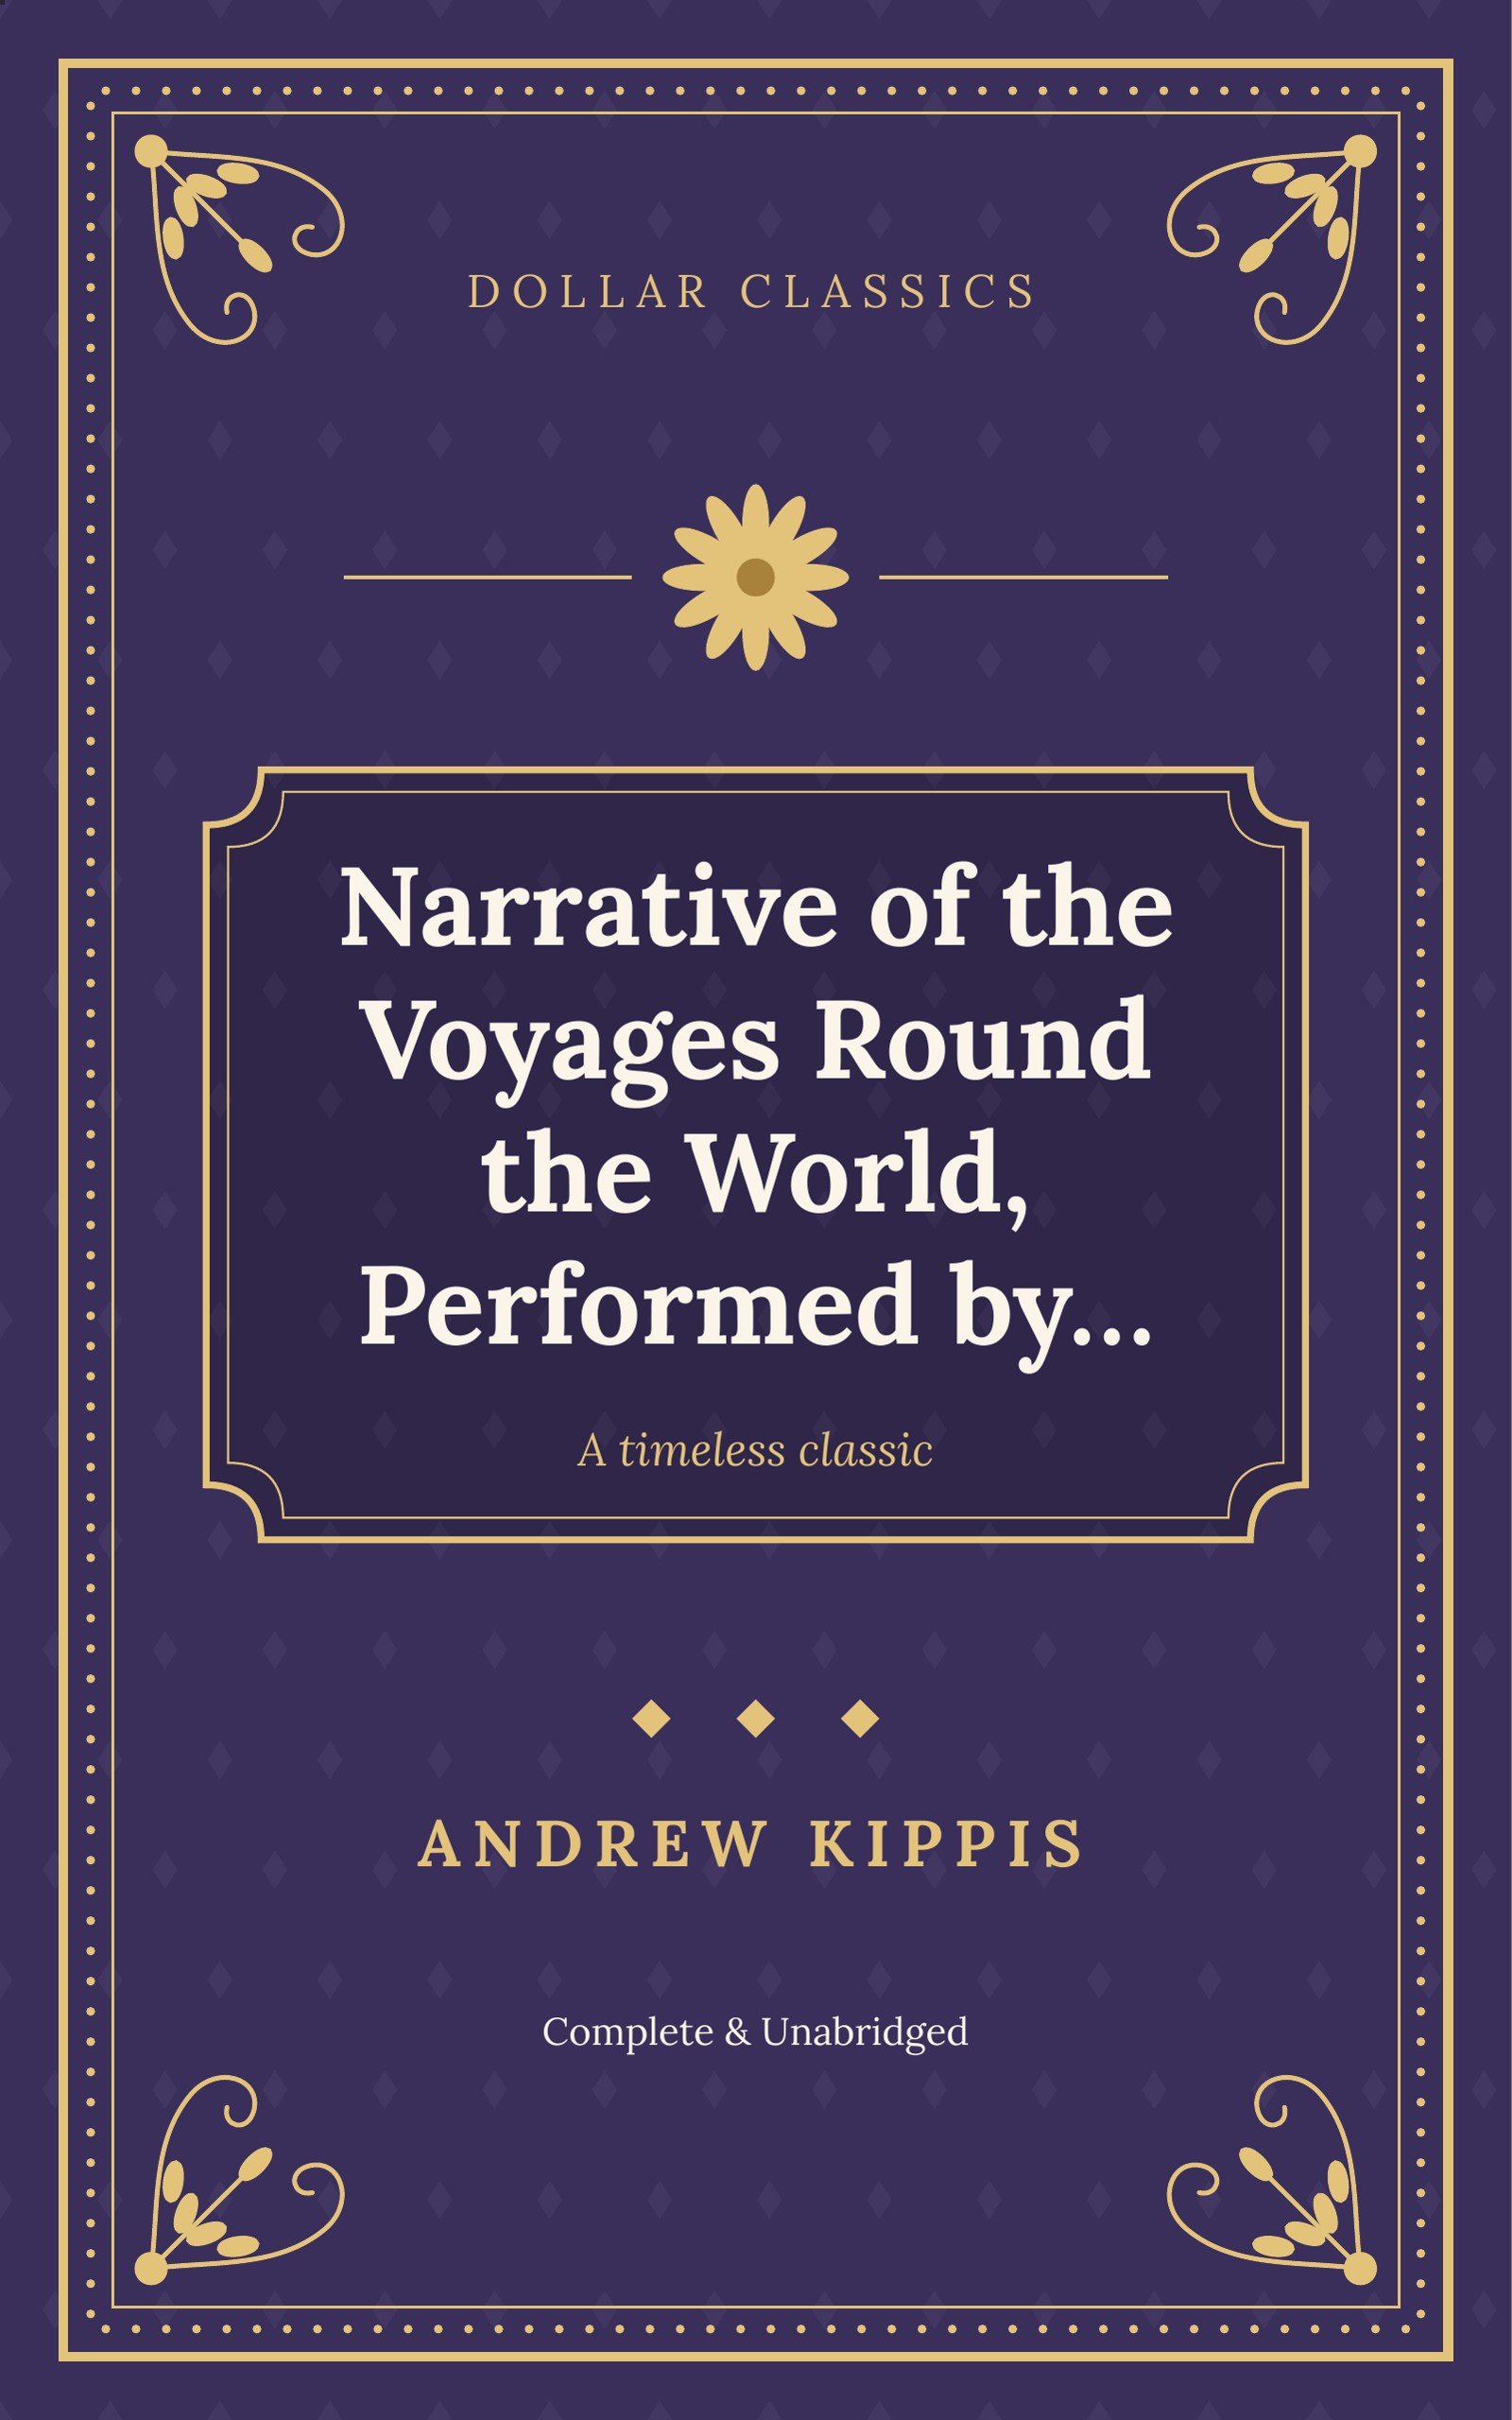 DOLLAR CLASSICS
Narrative of the
Voyages Round
the World,
Performed by...
A timeless classic
ANDREW KIPPIS
Complete & Unabridged